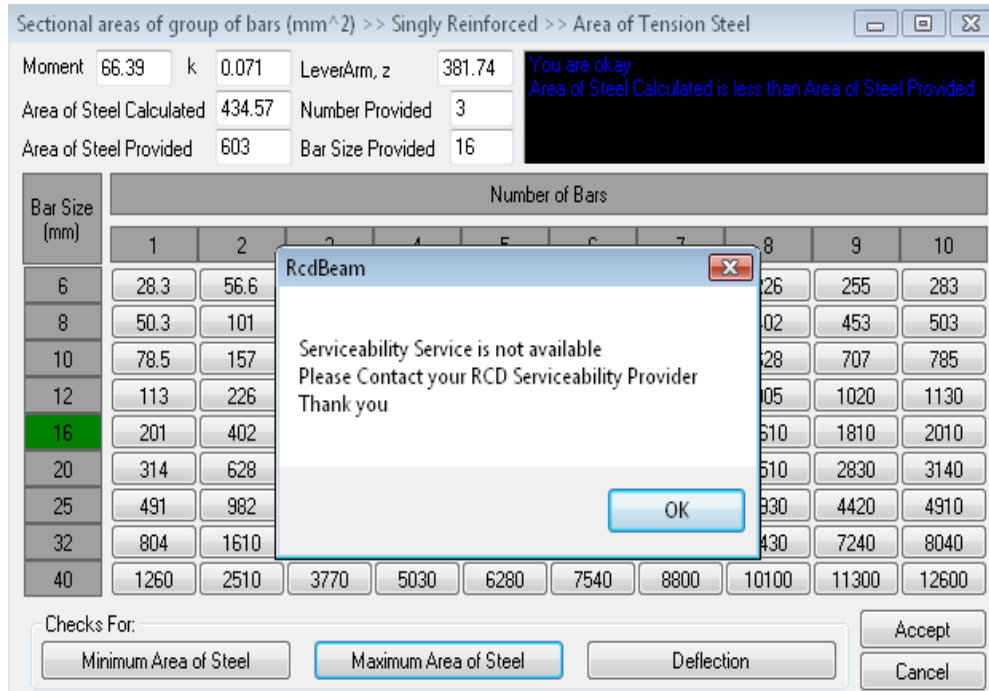 Sectional areas of group of bars (mm^2) >> Singly Reinforced >> Area of Tension Steel
Moment 66.39 k 0.071 LeverArm, z 381.74
Area of Steel Calculated 434.57 Number Provided 3
Area of Steel Provided 603 Bar Size Provided 16
You are okay
Area of Steel Calculated is less than Area of Steel Provided
Bar Size
(mm)
Number of Bars
1 2 8 9 10
6 28.3 56.6 255 283
8 50.3 101 453 503
10 78.5 157 707 785
12 113 226 1020 1130
16 201 402 1810 2010
20 314 628 2830 3140
25 491 982 4420 4910
32 804 1610 7240 8040
40 1260 2510 3770 5030 6280 7540 8800 10100 11300 12600
RcdBeam
Serviceability Service is not available
Please Contact your RCD Serviceability Provider
Thank you
OK
Checks For:
Minimum Area of Steel Maximum Area of Steel Deflection
Accept
Cancel